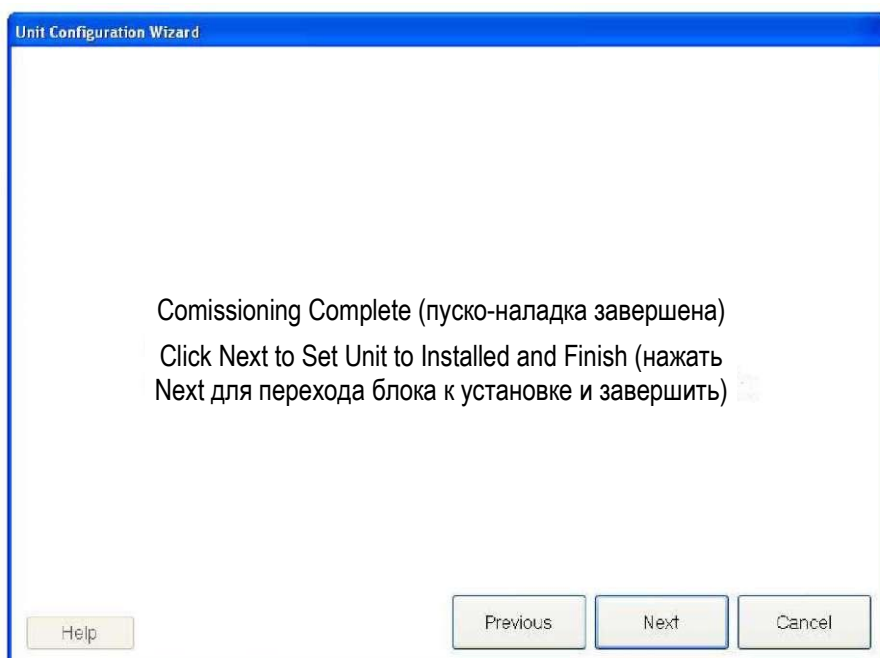 Unit Configuration Wizard
Comissioning Complete (пуско-наладка завершена)
Click Next to Set Unit to Installed and Finish (нажать
Next для перехода блока к установке и завершить)
Help
Previous
Next
Cancel